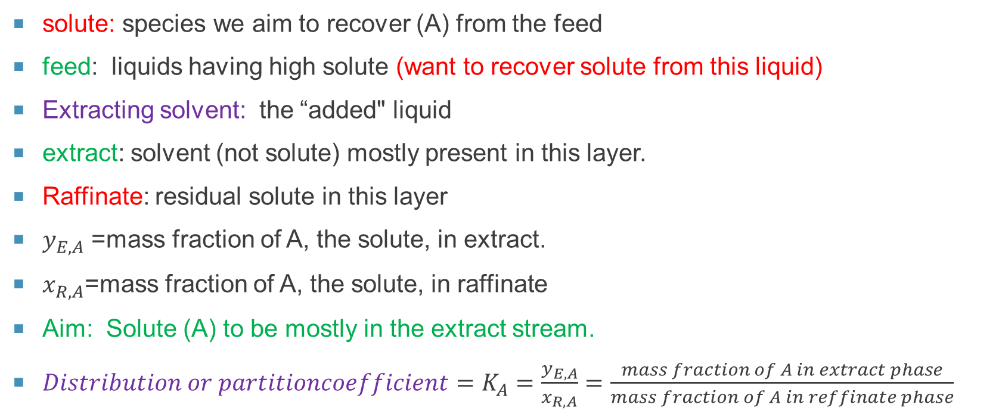 ▪ solute: species we aim to recover (A) from the feed
▪ feed:  liquids having high solute (want to recover solute from this liquid)
▪ Extracting solvent:  the “added" liquid
▪ extract: solvent (not solute) mostly present in this layer.
▪ Raffinate: residual solute in this layer
▪ y_{E,A} =mass fraction of A, the solute, in extract.
▪ x_{R,A}=mass fraction of A, the solute, in raffinate
▪ Aim:  Solute (A) to be mostly in the extract stream.
▪ Distribution or partitioncoefficient = K_A = \frac{y_{E,A}}{x_{R,A}} = \frac{mass fraction of A in extract phase}{mass fraction of A in reffinate phase}